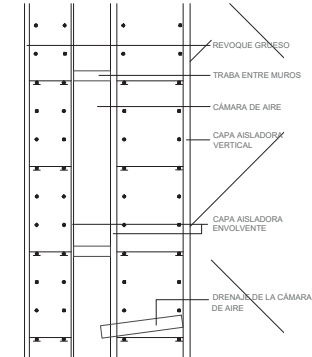 REVOQUE GRUESO
TRABA ENTRE MUROS
CÁMARA DE AIRE
CAPA AISLADORA
VERTICAL
CAPA AISLADORA
ENVOLVENTE
DRENAJE DE LA CÁMARA
DE AIRE